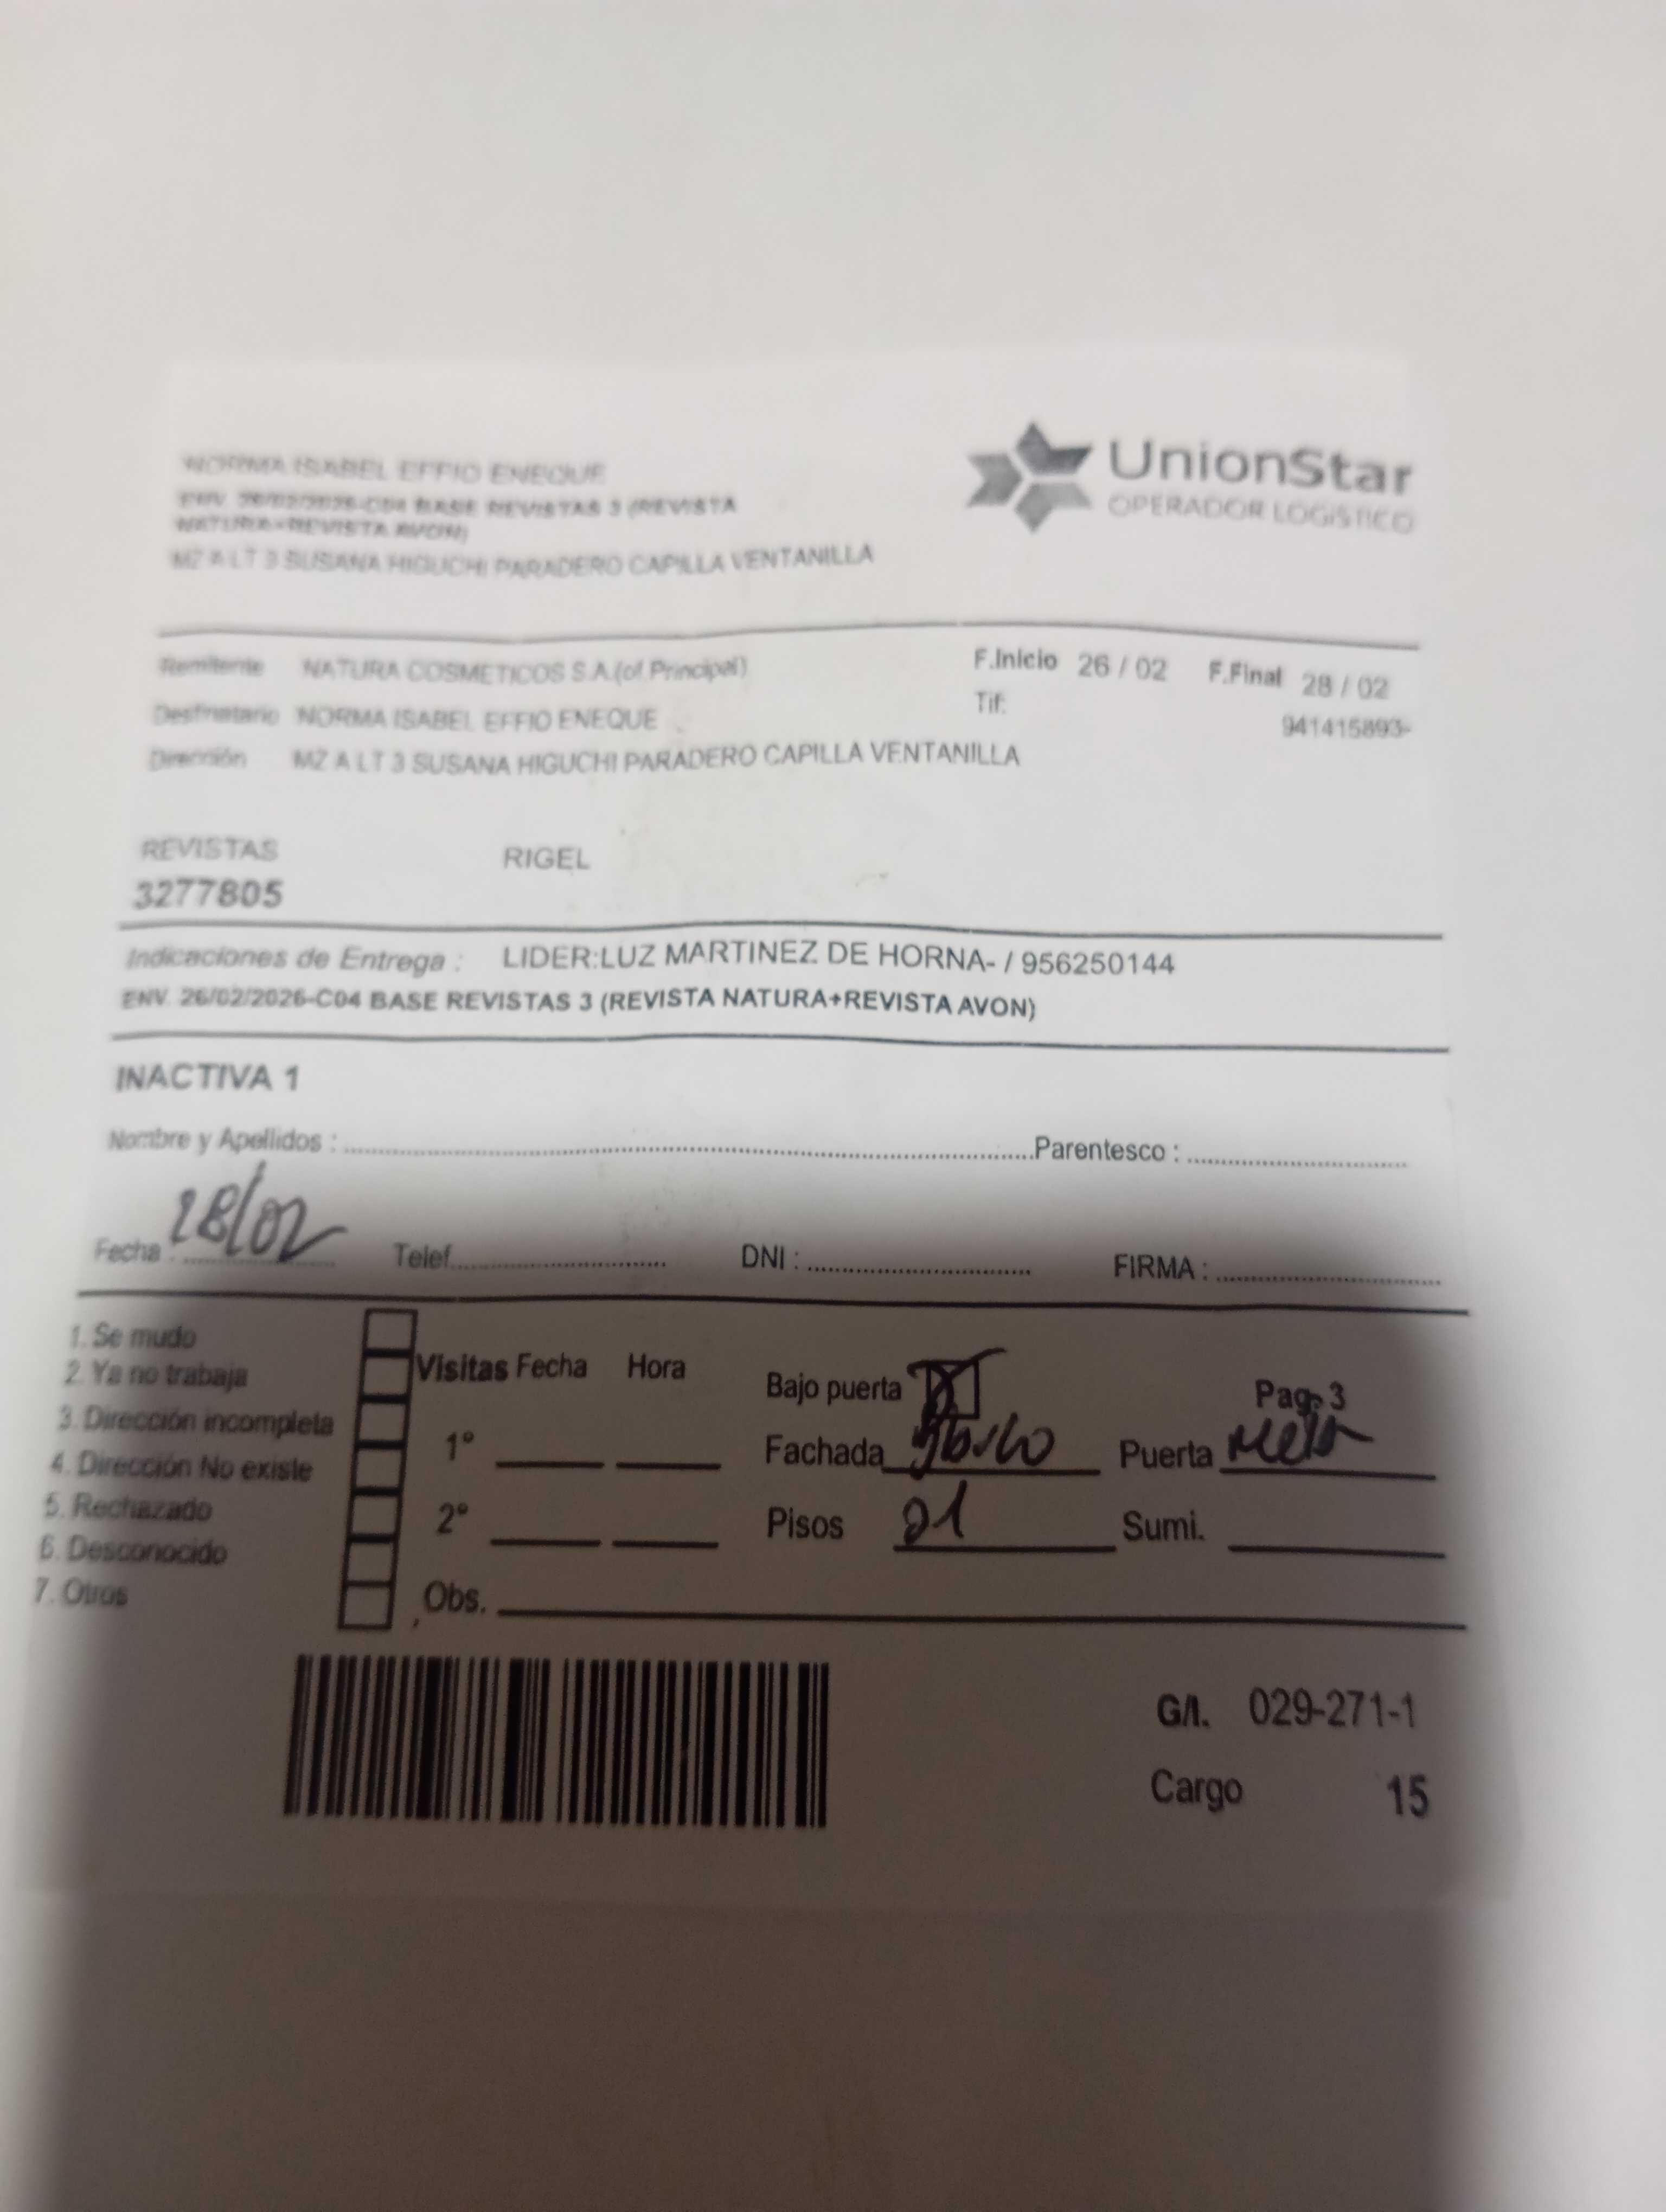 NORMA ISABEL EFFIO ENEQUE
ENV. 26/02/2026-C04 BASE REVISTAS 3 (REVISTA
NATURA+REVISTA AVON)
MZ A LT 3 SUSANA HIGUCHI PARADERO CAPILLA VENTANILLA
UnionStar
OPERADOR LOGÍSTICO
Remitente NATURA COSMETICOS S.A.(of.Principal)
F.Inicio 26 / 02 F.Final 28 / 02
Destinatario NORMA ISABEL EFFIO ENEQUE
Tlf: 941415893-
Dirección MZ A LT 3 SUSANA HIGUCHI PARADERO CAPILLA VENTANILLA
REVISTAS RIGEL
3277805
Indicaciones de Entrega : LIDER:LUZ MARTINEZ DE HORNA- / 956250144
ENV. 26/02/2026-C04 BASE REVISTAS 3 (REVISTA NATURA+REVISTA AVON)
INACTIVA 1
Nombre y Apellidos : Parentesco :
Fecha : 28/02 Telef. DNI : FIRMA :
1. Se mudo
2. Ya no trabaja
3. Dirección incompleta
4. Dirección No existe
5. Rechazado
6. Desconocido
7. Otros
Visitas Fecha Hora
1°
2°
Obs.
Bajo puerta X Pag. 3
Fachada Puerta
Pisos 01 Sumi.
G/I. 029-271-1
Cargo 15